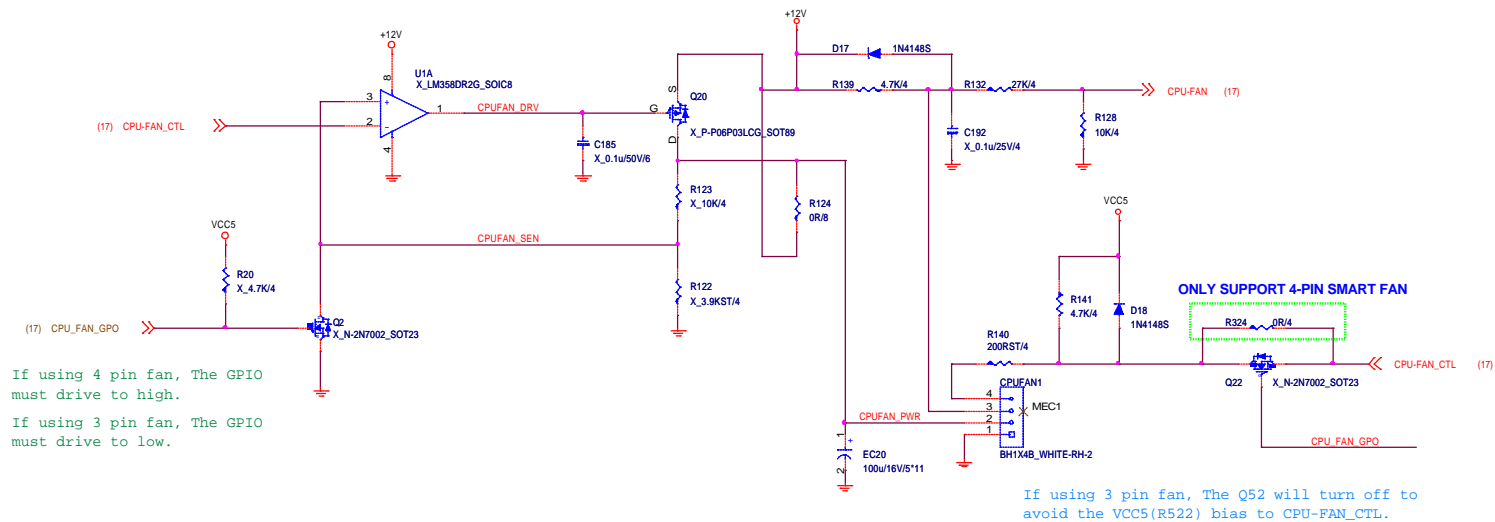 +12V
8
U1A
X_LM358DR2G_SOIC8
3
+
1
CPUFAN_DRV
2
-
4
(17) CPU-FAN_CTL
C185
X_0.1u/50V/6
S
G
D
Q20
X_P-P06P03LCG_SOT89
+12V
D17
1N4148S
R139
4.7K/4
R132
27K/4
CPU-FAN (17)
C192
X_0.1u/25V/4
R128
10K/4
R123
X_10K/4
R124
0R/8
CPUFAN_SEN
R122
X_3.9KST/4
VCC5
R20
X_4.7K/4
(17) CPU_FAN_GPO
Q2
X_N-2N7002_SOT23
If using 4 pin fan, The GPIO
must drive to high.
If using 3 pin fan, The GPIO
must drive to low.
VCC5
R141
4.7K/4
D18
1N4148S
ONLY SUPPORT 4-PIN SMART FAN
R324
0R/4
R140
200RST/4
Q22
X_N-2N7002_SOT23
CPU-FAN_CTL (17)
CPU_FAN_GPO
CPUFAN1
4
3
2
1
MEC1
BH1X4B_WHITE-RH-2
CPUFAN_PWR
1
+
2
EC20
100u/16V/5*11
If using 3 pin fan, The Q52 will turn off to
avoid the VCC5(R522) bias to CPU-FAN_CTL.